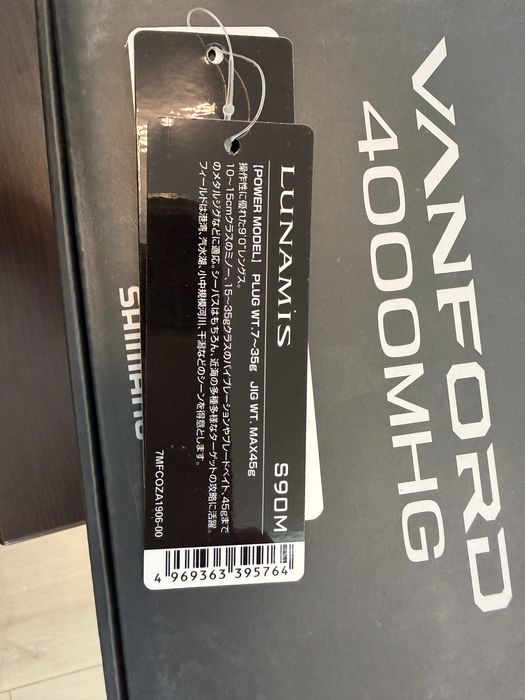 VANFORD
4000MHG
SHIMANO
LUNAMIS S90M
[POWER MODEL] PLUG WT.7～35g JIG WT. MAX45g
操作性に優れた9'0"レングス。
10～15cmクラスのミノー、15～35gクラスのバイブレーションやブレードベイト、45gまで
のメタルジグなどに適応。シーバスはもちろん、近海の多種多様なターゲットの攻略に活躍。
フィールドは港湾、汽水湖、小中規模河川、干潟などのシーンを得意とします。
7MFCOZA1906-00
4 969363 395764